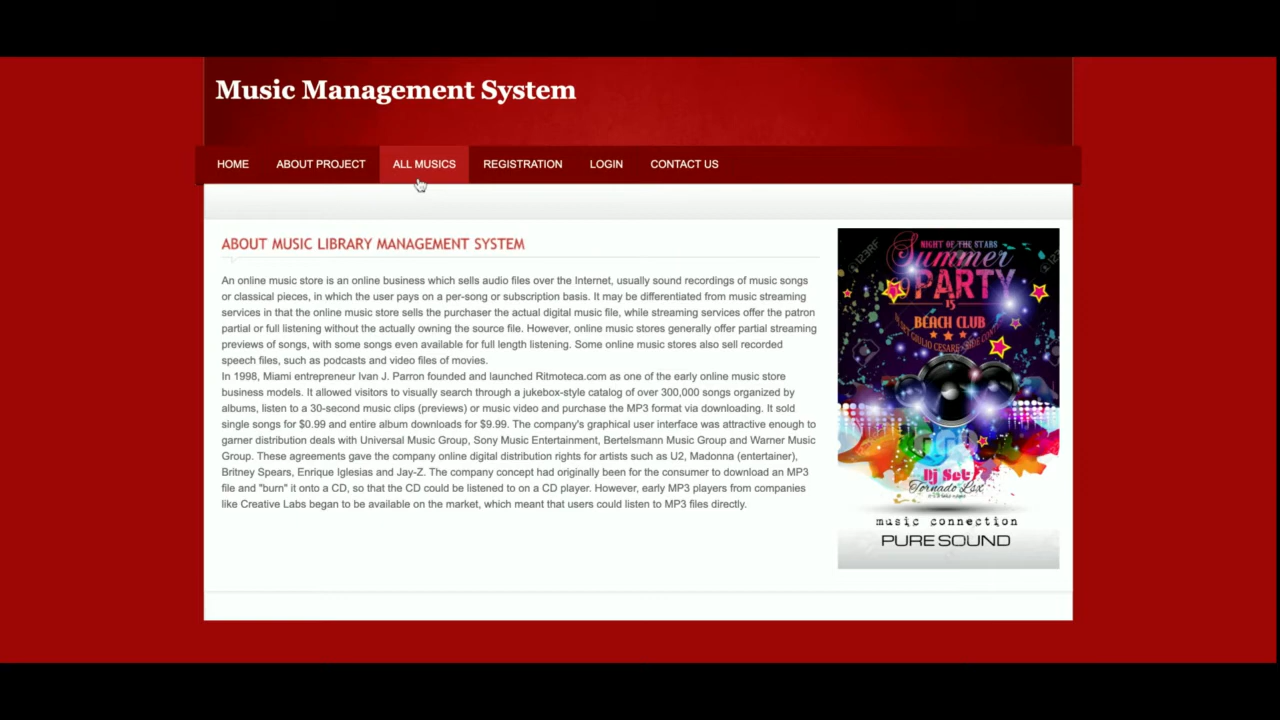 Music Management System
HOME ABOUT PROJECT ALL MUSICS REGISTRATION LOGIN CONTACT US
ABOUT MUSIC LIBRARY MANAGEMENT SYSTEM
An online music store is an online business which sells audio files over the Internet, usually sound recordings of music songs
or classical pieces, in which the user pays on a per-song or subscription basis. It may be differentiated from music streaming
services in that the online music store sells the purchaser the actual digital music file, while streaming services offer the patron
partial or full listening without the actually owning the source file. However, online music stores generally offer partial streaming
previews of songs, with some songs even available for full length listening. Some online music stores also sell recorded
speech files, such as podcasts and video files of movies.
In 1998, Miami entrepreneur Ivan J. Parron founded and launched Ritmoteca.com as one of the early online music store
business models. It allowed visitors to visually search through a jukebox-style catalog of over 300,000 songs organized by
albums, listen to a 30-second music clips (previews) or music video and purchase the MP3 format via downloading. It sold
single songs for $0.99 and entire album downloads for $9.99. The company's graphical user interface was attractive enough to
garner distribution deals with Universal Music Group, Sony Music Entertainment, Bertelsmann Music Group and Warner Music
Group. These agreements gave the company online digital distribution rights for artists such as U2, Madonna (entertainer),
Britney Spears, Enrique Iglesias and Jay-Z. The company concept had originally been for the consumer to download an MP3
file and "burn" it onto a CD, so that the CD could be listened to on a CD player. However, early MP3 players from companies
like Creative Labs began to be available on the market, which meant that users could listen to MP3 files directly.
NIGHT OF THE STARS
Summer
PARTY
15
BEACH CLUB
Dj Set
Tornado Lsx
music connection
PURESOUND